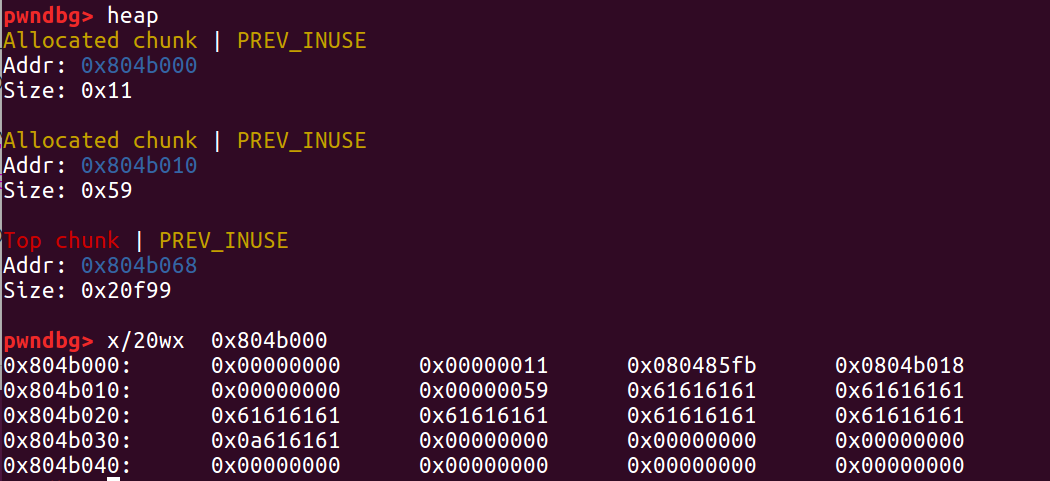 pwndbg> heap
Allocated chunk | PREV_INUSE
Addr: 0x804b000
Size: 0x11
Allocated chunk | PREV_INUSE
Addr: 0x804b010
Size: 0x59
Top chunk | PREV_INUSE
Addr: 0x804b068
Size: 0x20f99
pwndbg> x/20wx 0x804b000
0x804b000: 0x00000000 0x00000011 0x080485fb 0x0804b018
0x804b010: 0x00000000 0x00000059 0x61616161 0x61616161
0x804b020: 0x61616161 0x61616161 0x61616161 0x61616161
0x804b030: 0x0a616161 0x00000000 0x00000000 0x00000000
0x804b040: 0x00000000 0x00000000 0x00000000 0x00000000